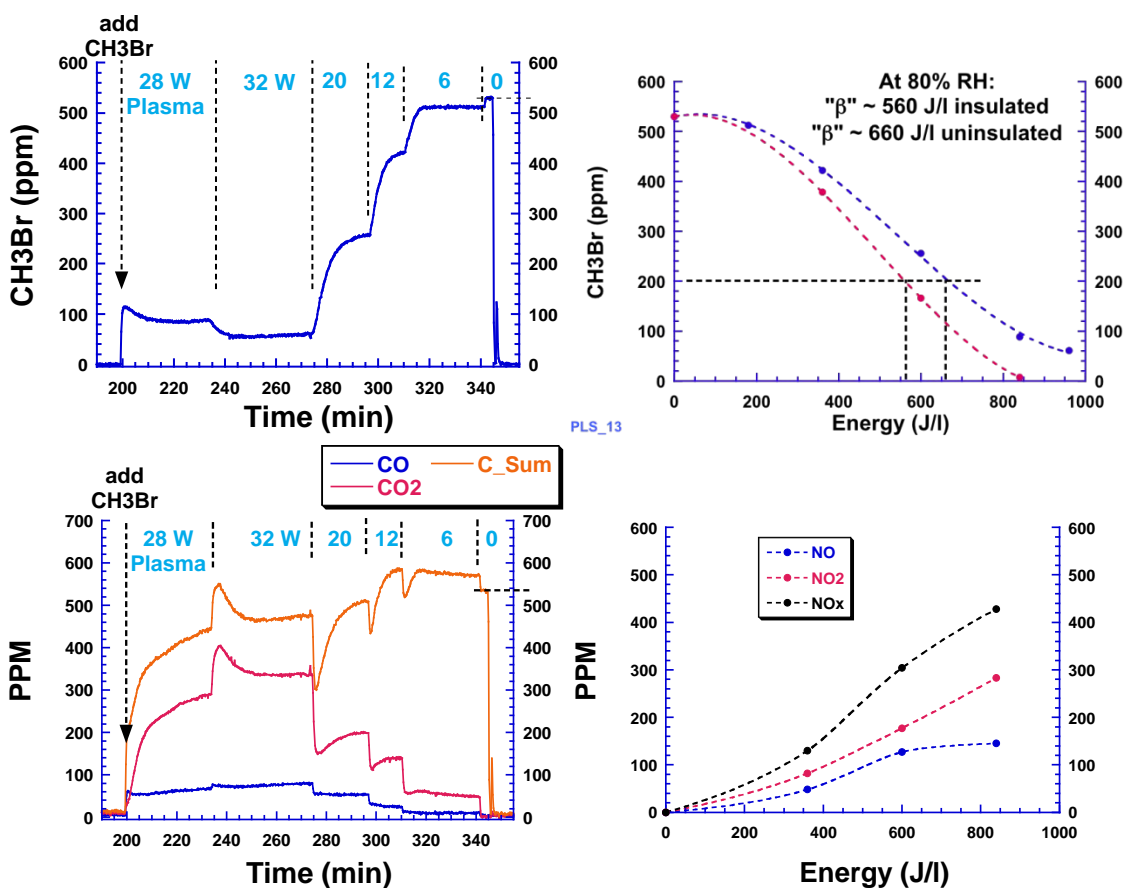 add
CH3Br
28 W
Plasma
32 W
20
12
6
0
600
500
400
300
200
100
0
600
500
400
300
200
100
0
CH3Br (ppm)
200 220 240 260 280 300 320 340
Time (min)
At 80% RH:
"β" ~ 560 J/l insulated
"β" ~ 660 J/l uninsulated
600
500
400
300
200
100
0
600
500
400
300
200
100
0
CH3Br (ppm)
0 200 400 600 800 1000
Energy (J/l)
PLS_13
CO
C_Sum
CO2
add
CH3Br
28 W
Plasma
32 W
20
12
6
0
700
600
500
400
300
200
100
0
700
600
500
400
300
200
100
0
PPM
200 220 240 260 280 300 320 340
Time (min)
NO
NO2
NOx
600
500
400
300
200
100
0
600
500
400
300
200
100
0
PPM
0 200 400 600 800 1000
Energy (J/l)